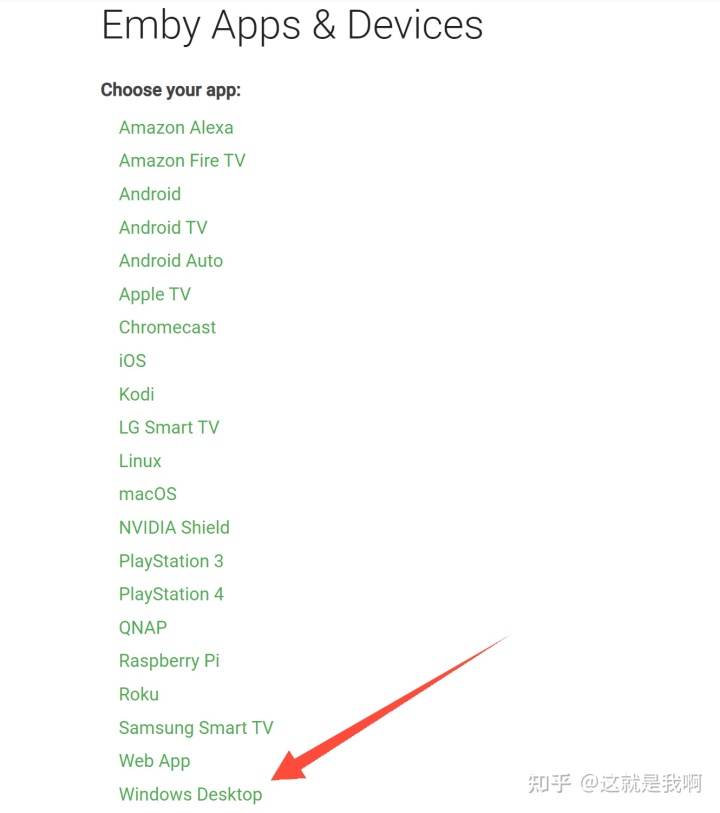 Emby Apps & Devices
Choose your app:
Amazon Alexa
Amazon Fire TV
Android
Android TV
Android Auto
Apple TV
Chromecast
iOS
Kodi
LG Smart TV
Linux
macOS
NVIDIA Shield
PlayStation 3
PlayStation 4
QNAP
Raspberry Pi
Roku
Samsung Smart TV
Web App
Windows Desktop
知乎 @这就是我啊